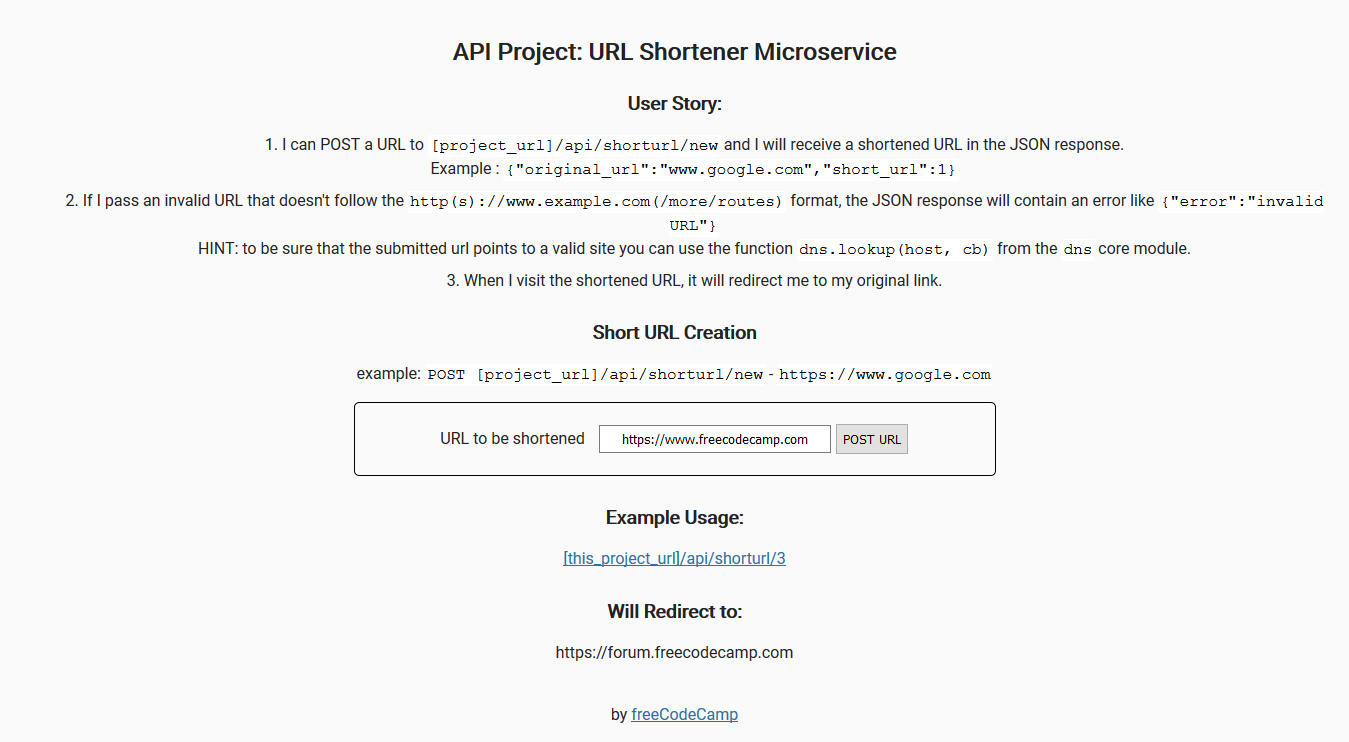 API Project: URL Shortener Microservice
User Story:
1. I can POST a URL to [project_url]/api/shorturl/new and I will receive a shortened URL in the JSON response.
Example : {"original_url":"www.google.com","short_url":1}
2. If I pass an invalid URL that doesn't follow the http(s)://www.example.com(/more/routes) format, the JSON response will contain an error like {"error":"invalid
URL"}
HINT: to be sure that the submitted url points to a valid site you can use the function dns.lookup(host, cb) from the dns core module.
3. When I visit the shortened URL, it will redirect me to my original link.
Short URL Creation
example: POST [project_url]/api/shorturl/new - https://www.google.com
URL to be shortened https://www.freecodecamp.com POST URL
Example Usage:
[this_project_url]/api/shorturl/3
Will Redirect to:
https://forum.freecodecamp.com
by freeCodeCamp